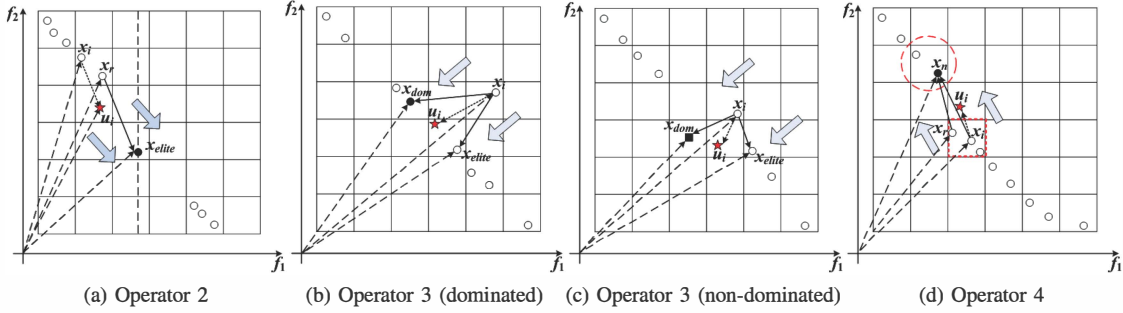 f2
xi
xr
ui
xelite
f1
(a) Operator 2
f2
xdom
xi
ui
xelite
f1
(b) Operator 3 (dominated)
f2
xi
xdom
ui
xelite
f1
(c) Operator 3 (non-dominated)
f2
xn
ui
xr
xi
f1
(d) Operator 4